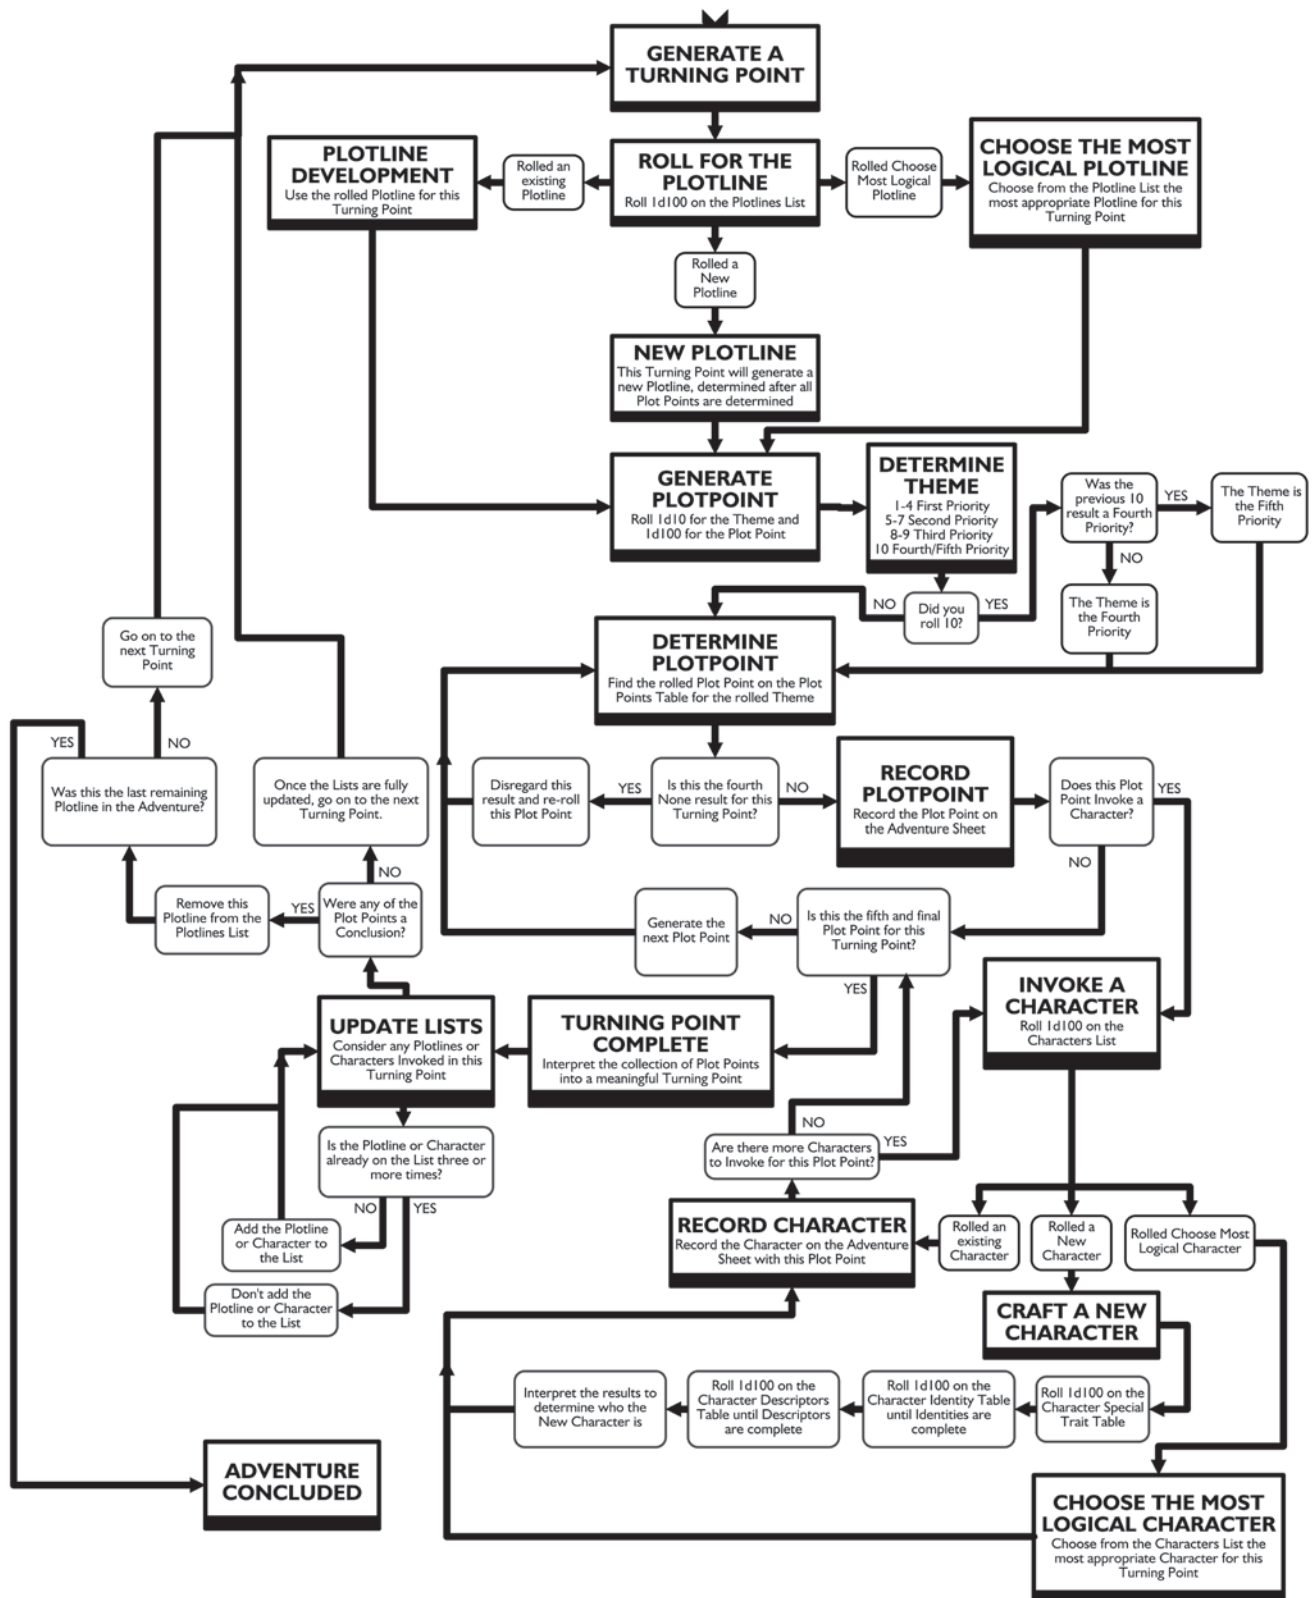 GENERATE A
TURNING POINT
PLOTLINE
DEVELOPMENT
Use the rolled Plotline for this
Turning Point
Rolled an
existing
Plotline
ROLL FOR THE
PLOTLINE
Roll 1d100 on the Plotlines List
Rolled Choose
Most Logical
Plotline
CHOOSE THE MOST
LOGICAL PLOTLINE
Choose from the Plotline List the
most appropriate Plotline for this
Turning Point
Rolled a
New
Plotline
NEW PLOTLINE
This Turning Point will generate a
new Plotline, determined after all
Plot Points are determined
GENERATE
PLOTPOINT
Roll 1d10 for the Theme and
1d100 for the Plot Point
DETERMINE
THEME
1-4 First Priority
5-7 Second Priority
8-9 Third Priority
10 Fourth/Fifth Priority
Was the
previous 10
result a Fourth
Priority?
YES
The Theme is
the Fifth
Priority
NO
The Theme is
the Fourth
Priority
NO
Did you
roll 10?
YES
Go on to the
next Turning
Point
DETERMINE
PLOTPOINT
Find the rolled Plot Point on the Plot
Points Table for the rolled Theme
YES
NO
Was this the last remaining
Plotline in the Adventure?
Once the Lists are fully
updated, go on to the next
Turning Point.
Disregard this
result and re-roll
this Plot Point
YES
Is this the fourth
None result for this
Turning Point?
NO
RECORD
PLOTPOINT
Record the Plot Point on
the Adventure Sheet
Does this Plot
Point Invoke a
Character?
YES
NO
NO
Remove this
Plotline from the
Plotlines List
YES
Were any of the
Plot Points a
Conclusion?
Generate the
next Plot Point
NO
Is this the fifth and final
Plot Point for this
Turning Point?
YES
UPDATE LISTS
Consider any Plotlines or
Characters Invoked in this
Turning Point
TURNING POINT
COMPLETE
Interpret the collection of Plot Points
into a meaningful Turning Point
INVOKE A
CHARACTER
Roll 1d100 on the
Characters List
Is the Plotline or Character
already on the List three or
more times?
NO
YES
Add the Plotline
or Character to
the List
Don't add the
Plotline or Character
to the List
NO
Are there more Characters
to Invoke for this Plot Point?
YES
RECORD CHARACTER
Record the Character on the Adventure
Sheet with this Plot Point
Rolled an
existing
Character
Rolled a
New
Character
Rolled Choose Most
Logical Character
CRAFT A NEW
CHARACTER
Interpret the results to
determine who the
New Character is
Roll 1d100 on the
Character Descriptors
Table until Descriptors
are complete
Roll 1d100 on the
Character Identity Table
until Identities are
complete
Roll 1d100 on the
Character Special
Trait Table
ADVENTURE
CONCLUDED
CHOOSE THE MOST
LOGICAL CHARACTER
Choose from the Characters List the
most appropriate Character for this
Turning Point